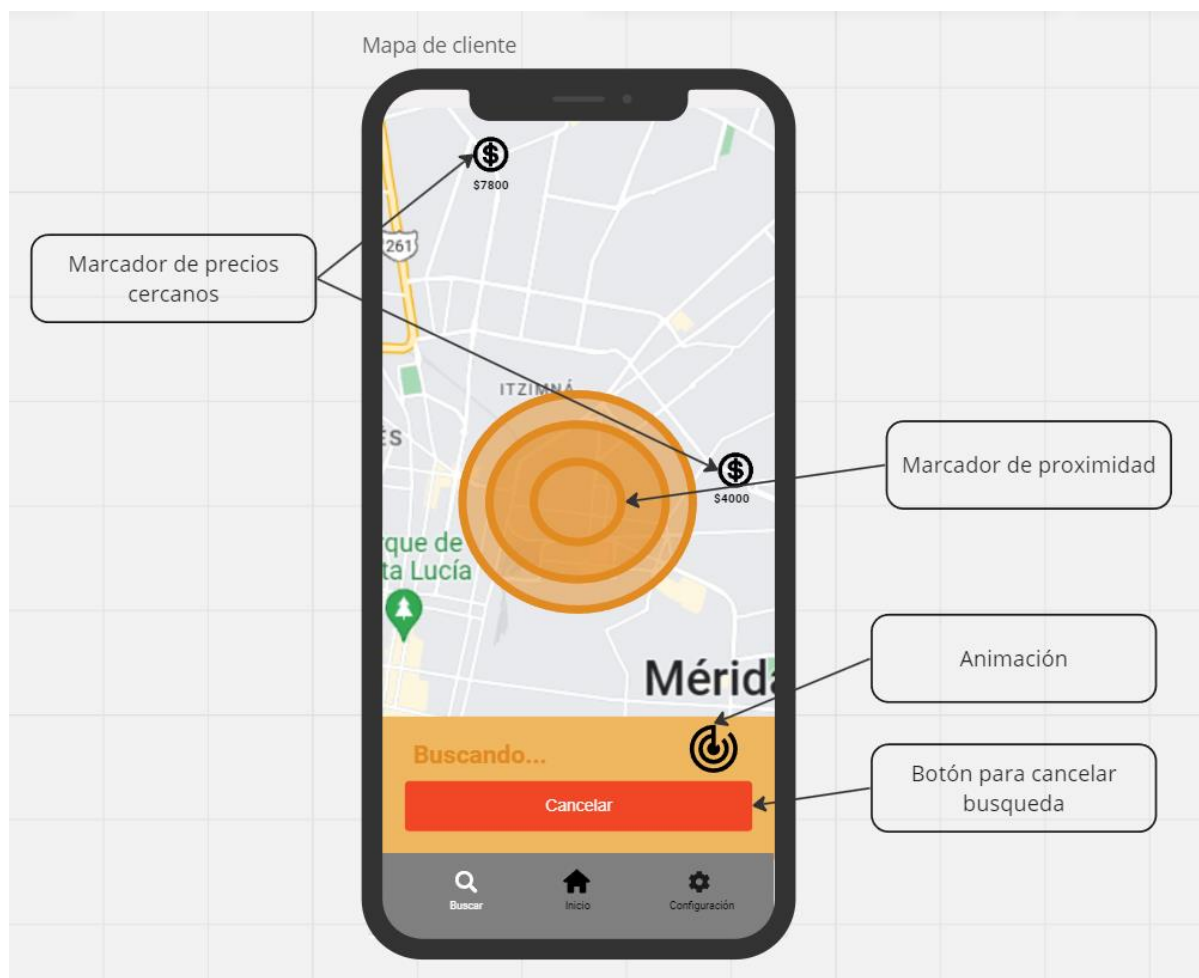 Mapa de cliente
$7800
261
Marcador de precios
cercanos
ITZIMNÁ
ÉS
$4000
Marcador de proximidad
rque de
ta Lucía
Animación
Mérida
Buscando...
Cancelar
Botón para cancelar
busqueda
Buscar
Inicio
Configuración